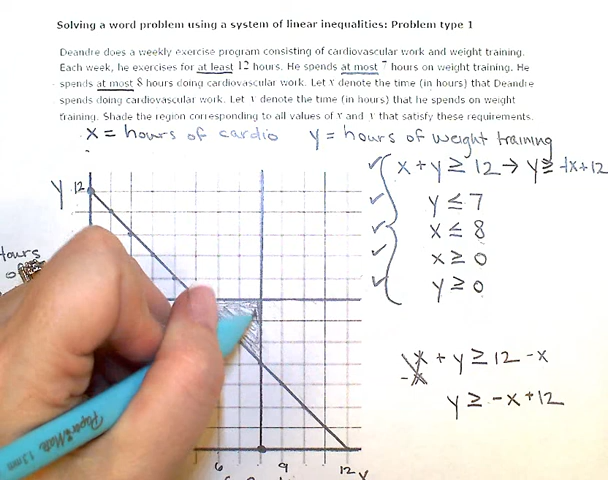 Solving a word problem using a system of linear inequalities: Problem type 1
Deandre does a weekly exercise program consisting of cardiovascular work and weight training.
Each week, he exercises for at least 12 hours. He spends at most 7 hours on weight training. He
spends at most 8 hours doing cardiovascular work. Let x denote the time (in hours) that Deandre
spends doing cardiovascular work. Let y denote the time (in hours) that he spends on weight
training. Shade the region corresponding to all values of x and y that satisfy these requirements.
x = hours of cardio y = hours of weight training
x + y ≥ 12 → y ≥ -1x+12
y ≤ 7
x ≤ 8
x ≥ 0
y ≥ 0
y 12
Hours
of
x + y ≥ 12 -x
-x
y ≥ -x+12
PaperMate 1.3mm
6 9 12 x